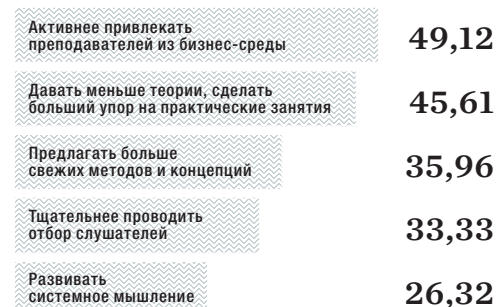 Активнее привлекать
преподавателей из бизнес-среды
49,12
Давать меньше теории, сделать
больший упор на практические занятия
45,61
Предлагать больше
свежих методов и концепций
35,96
Тщательнее проводить
отбор слушателей
33,33
Развивать
системное мышление
26,32